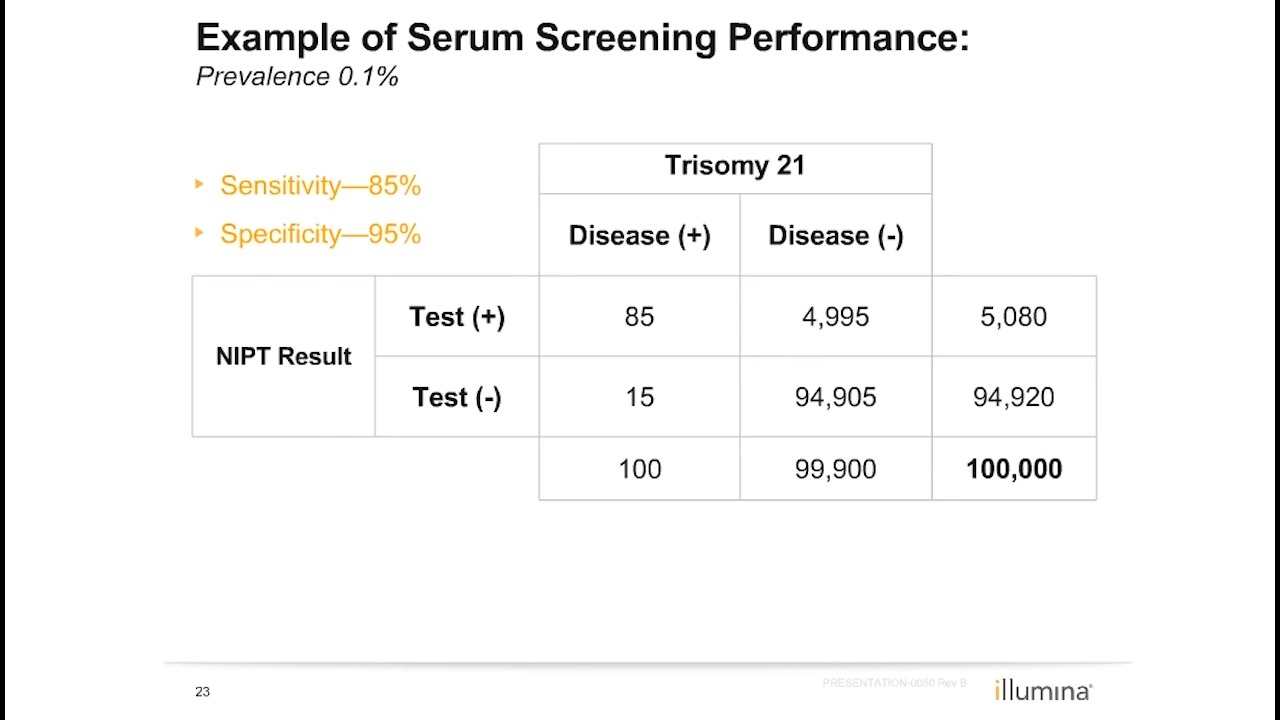 Example of Serum Screening Performance:
Prevalence 0.1%
Sensitivity—85%
Specificity—95%
Trisomy 21
Disease (+) Disease (-)
NIPT Result
Test (+) 85 4,995 5,080
Test (-) 15 94,905 94,920
100 99,900 100,000
23
PRESENTATION-0050 Rev B
illumina®